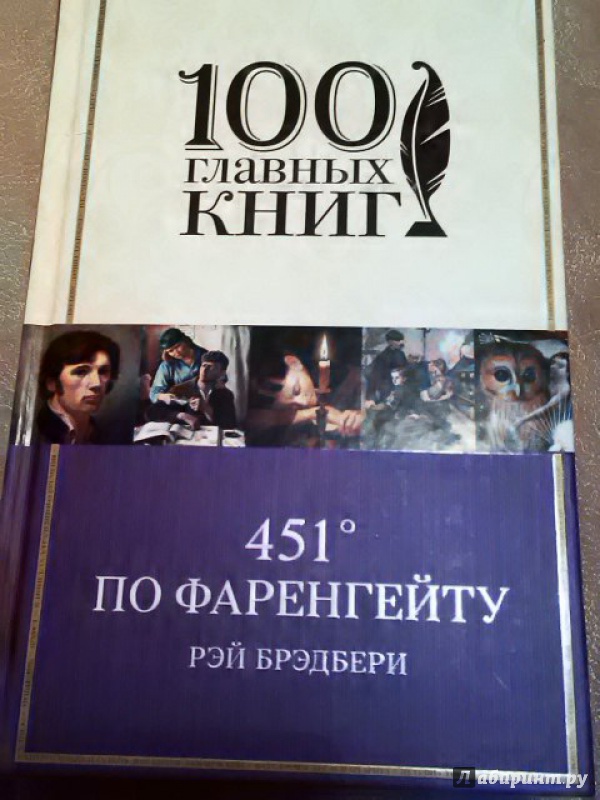 100
ГЛАВНЫХ
КНИГ
451°
ПО ФАРЕНГЕЙТУ
РЭЙ БРЭДБЕРИ
Лабиринт.ру